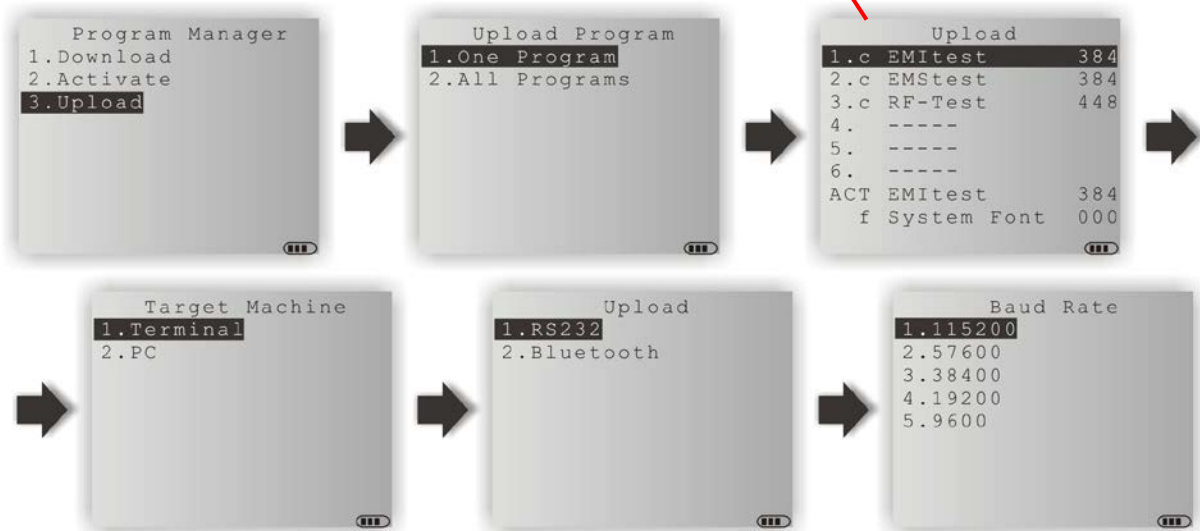 Program Manager
1.Download
2.Activate
3.Upload
Upload Program
1.One Program
2.All Programs
Upload
1.c EMItest 384
2.c EMStest 384
3.c RF-Test 448
4. -----
5. -----
6. -----
ACT EMItest 384
f System Font 000
Target Machine
1.Terminal
2.PC
Upload
1.RS232
2.Bluetooth
Baud Rate
1.115200
2.57600
3.38400
4.19200
5.9600